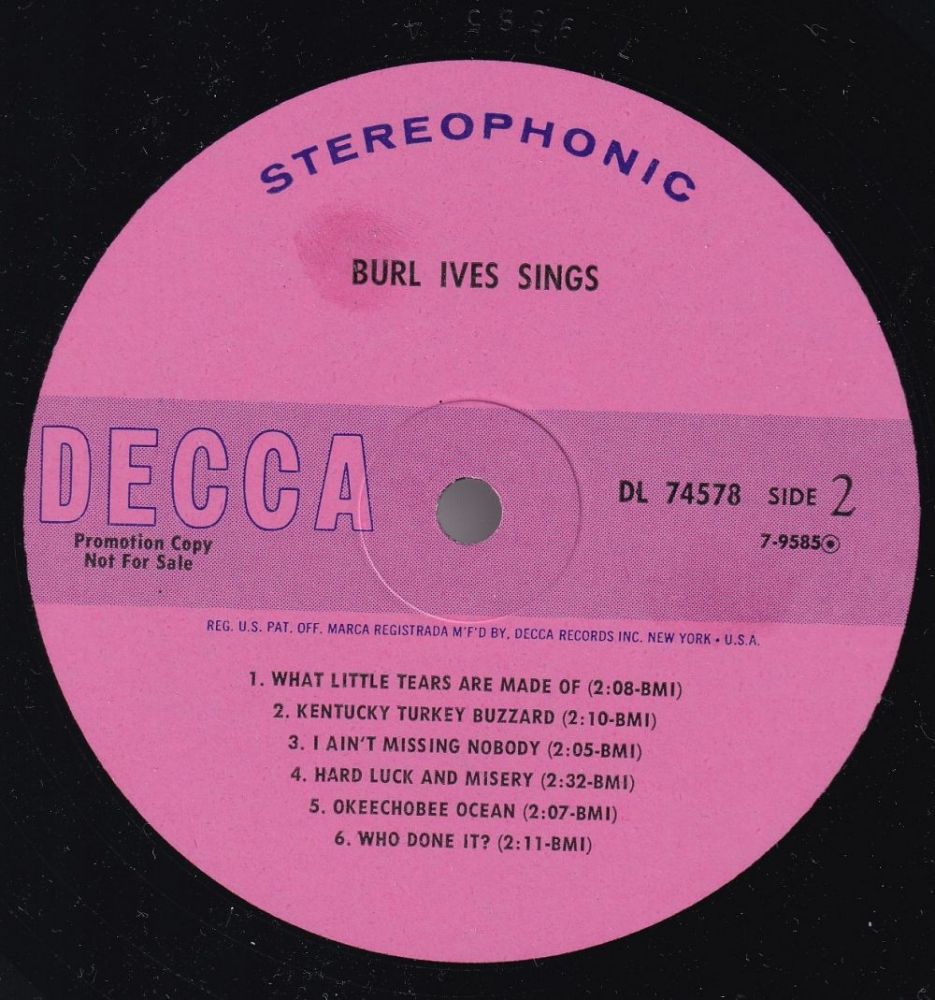 STEREOPHONIC
BURL IVES SINGS
DECCA
DL 74578 SIDE 2
7-9585
Promotion Copy
Not For Sale
REG. U.S. PAT. OFF. MARCA REGISTRADA M'F'D BY, DECCA RECORDS INC. NEW YORK • U.S.A.
1. WHAT LITTLE TEARS ARE MADE OF (2:08-BMI)
2. KENTUCKY TURKEY BUZZARD (2:10-BMI)
3. I AIN'T MISSING NOBODY (2:05-BMI)
4. HARD LUCK AND MISERY (2:32-BMI)
5. OKEECHOBEE OCEAN (2:07-BMI)
6. WHO DONE IT? (2:11-BMI)